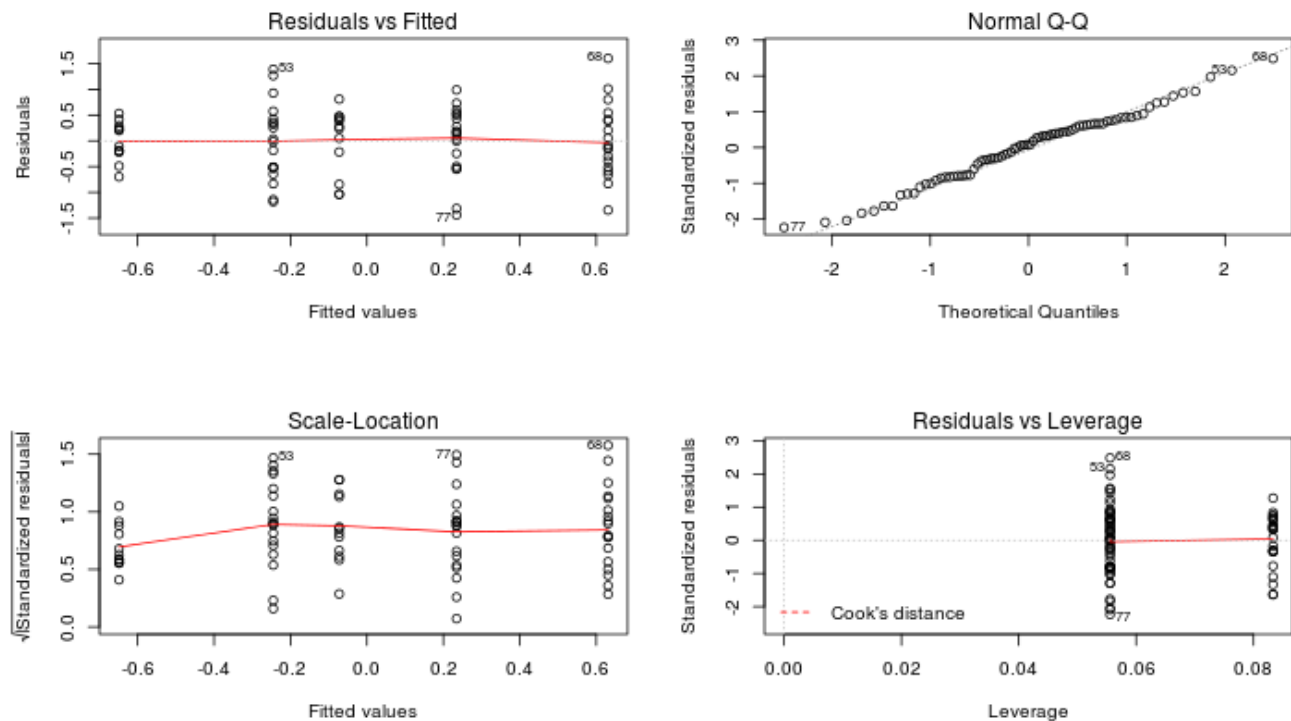 Residuals vs Fitted
Residuals
1.5
0.5
-0.5
-1.5
53
68
77
-0.6 -0.4 -0.2 0.0 0.2 0.4 0.6
Fitted values
Normal Q-Q
Standardized residuals
3
2
1
0
-1
-2
53
68
77
-2 -1 0 1 2
Theoretical Quantiles
Scale-Location
√|Standardized residuals|
1.5
1.0
0.5
0.0
53
77
68
-0.6 -0.4 -0.2 0.0 0.2 0.4 0.6
Fitted values
Residuals vs Leverage
Standardized residuals
3
2
1
0
-1
-2
53
68
77
Cook's distance
0.00 0.02 0.04 0.06 0.08
Leverage